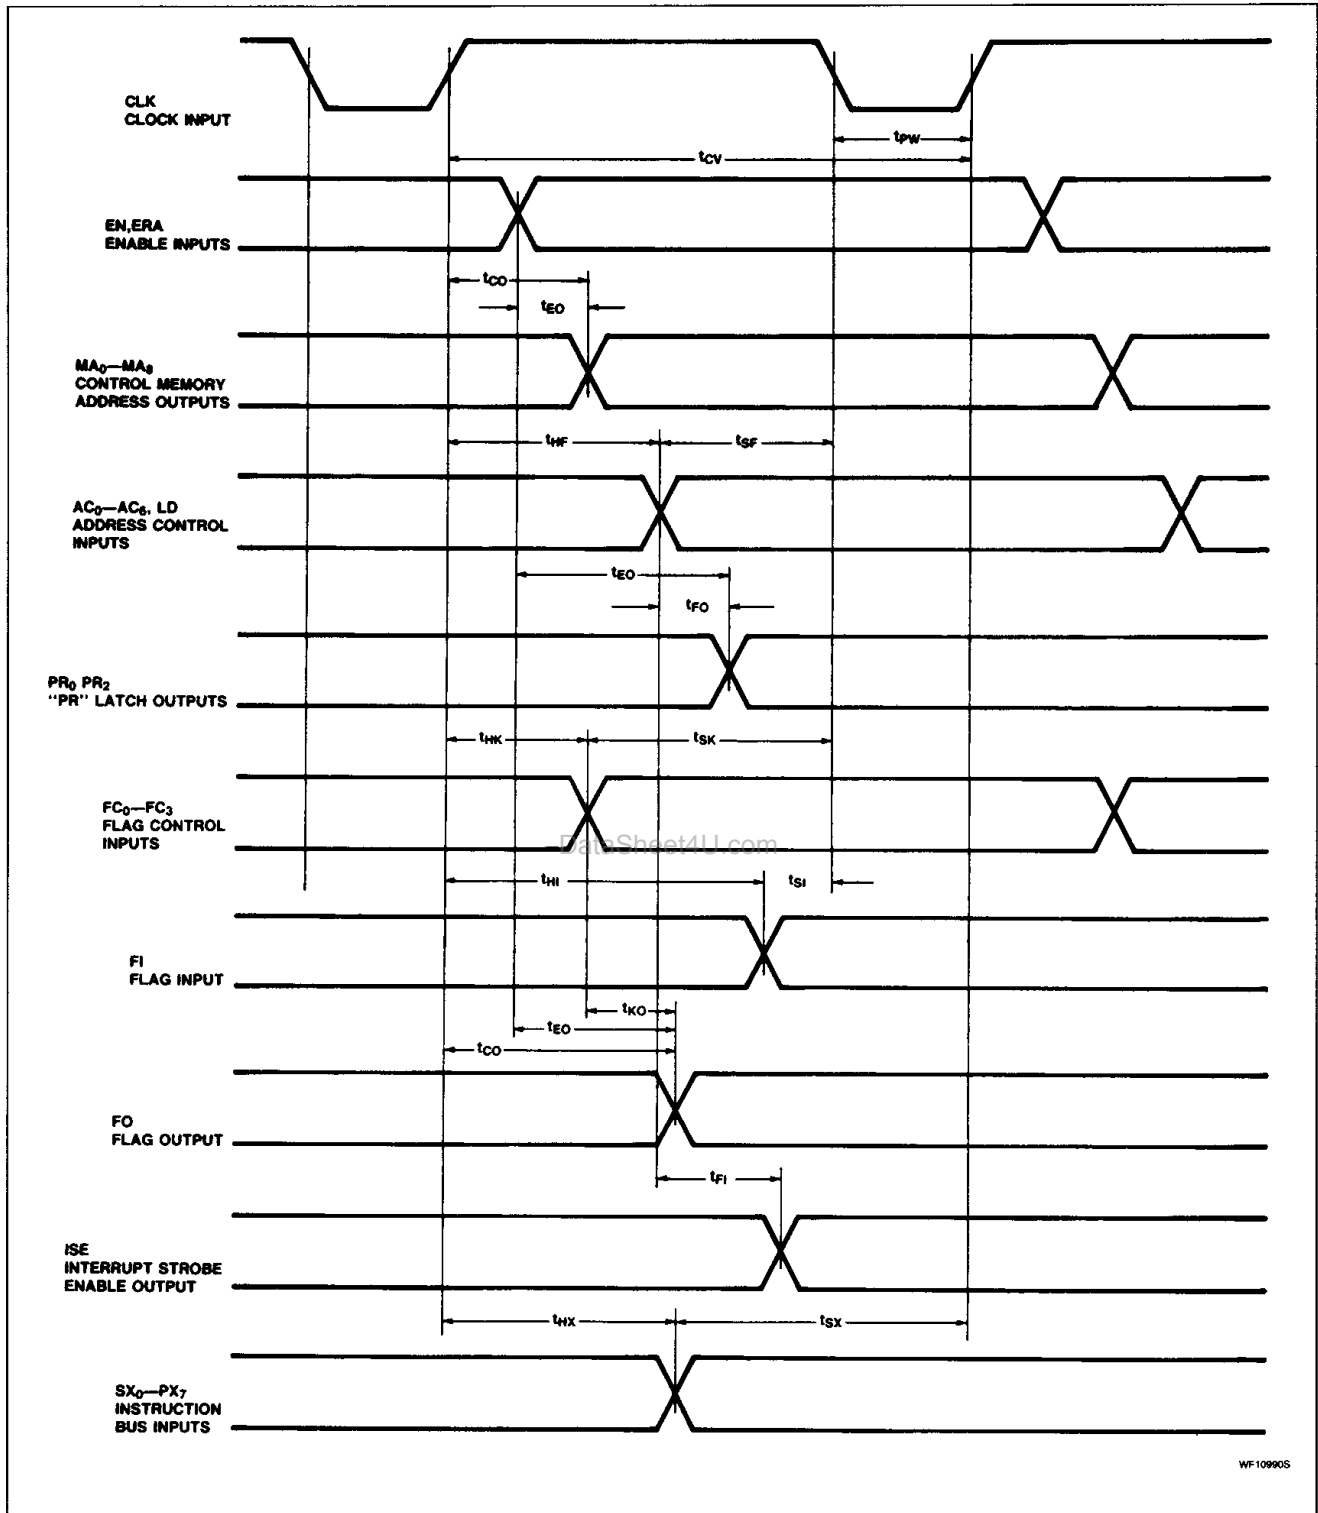 CLK
CLOCK INPUT
tPW
tCV
EN,ERA
ENABLE INPUTS
tCO
tEO
MA0—MA8
CONTROL MEMORY
ADDRESS OUTPUTS
tHF
tSF
AC0—AC6, LD
ADDRESS CONTROL
INPUTS
tEO
tFO
PR0 PR2
"PR" LATCH OUTPUTS
tHK
tSK
FC0—FC3
FLAG CONTROL
INPUTS
DataSheet4U.com
tHI
tSI
FI
FLAG INPUT
tKO
tEO
tCO
FO
FLAG OUTPUT
tFI
ISE
INTERRUPT STROBE
ENABLE OUTPUT
tHX
tSX
SX0—PX7
INSTRUCTION
BUS INPUTS
WF10990S